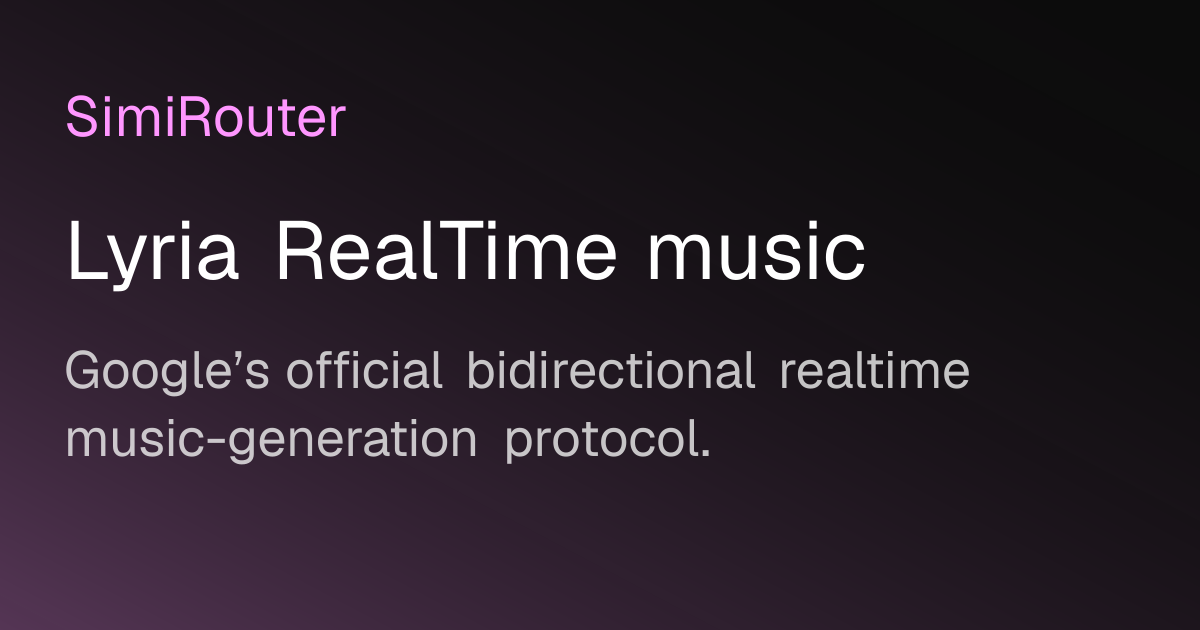 SimiRouter
Lyria RealTime music
Google’s official bidirectional realtime
music-generation protocol.